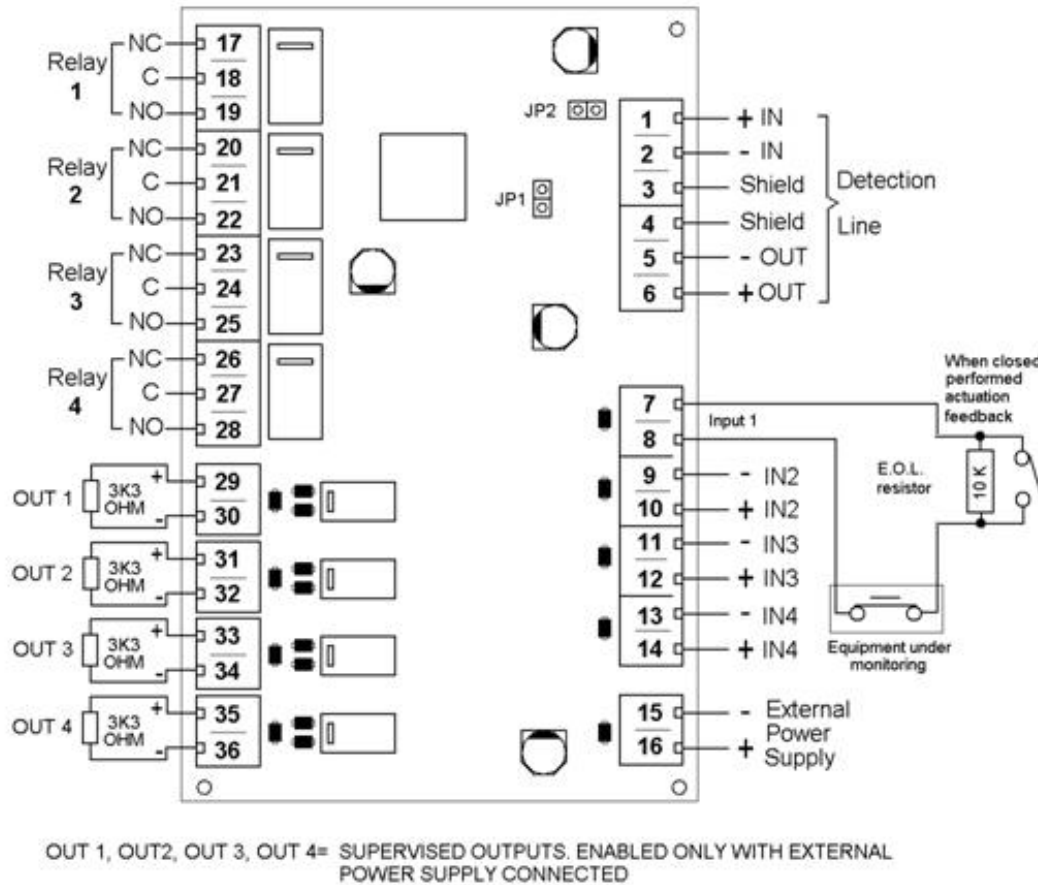 Relay 1
NC 17
C 18
NO 19
Relay 2
NC 20
C 21
NO 22
Relay 3
NC 23
C 24
NO 25
Relay 4
NC 26
C 27
NO 28
OUT 1
3K3 OHM
+ 29
- 30
OUT 2
3K3 OHM
+ 31
- 32
OUT 3
3K3 OHM
+ 33
- 34
OUT 4
3K3 OHM
+ 35
- 36
JP2
JP1
1 + IN
2 - IN
3 Shield
4 Shield
5 - OUT
6 + OUT
Detection
Line
7
8
Input 1
9 - IN2
10 + IN2
11 - IN3
12 + IN3
13 - IN4
14 + IN4
15 -
16 +
External
Power
Supply
When closed
performed
actuation
feedback
E.O.L.
resistor
10 K
Equipment under
monitoring
OUT 1, OUT2, OUT 3, OUT 4= SUPERVISED OUTPUTS. ENABLED ONLY WITH EXTERNAL
POWER SUPPLY CONNECTED